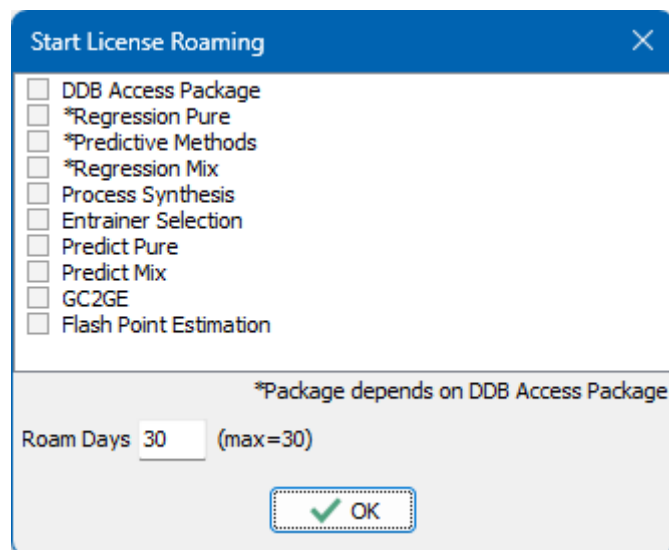 Start License Roaming
DDB Access Package
*Regression Pure
*Predictive Methods
*Regression Mix
Process Synthesis
Entrainer Selection
Predict Pure
Predict Mix
GC2GE
Flash Point Estimation
*Package depends on DDB Access Package
Roam Days 30 (max=30)
OK